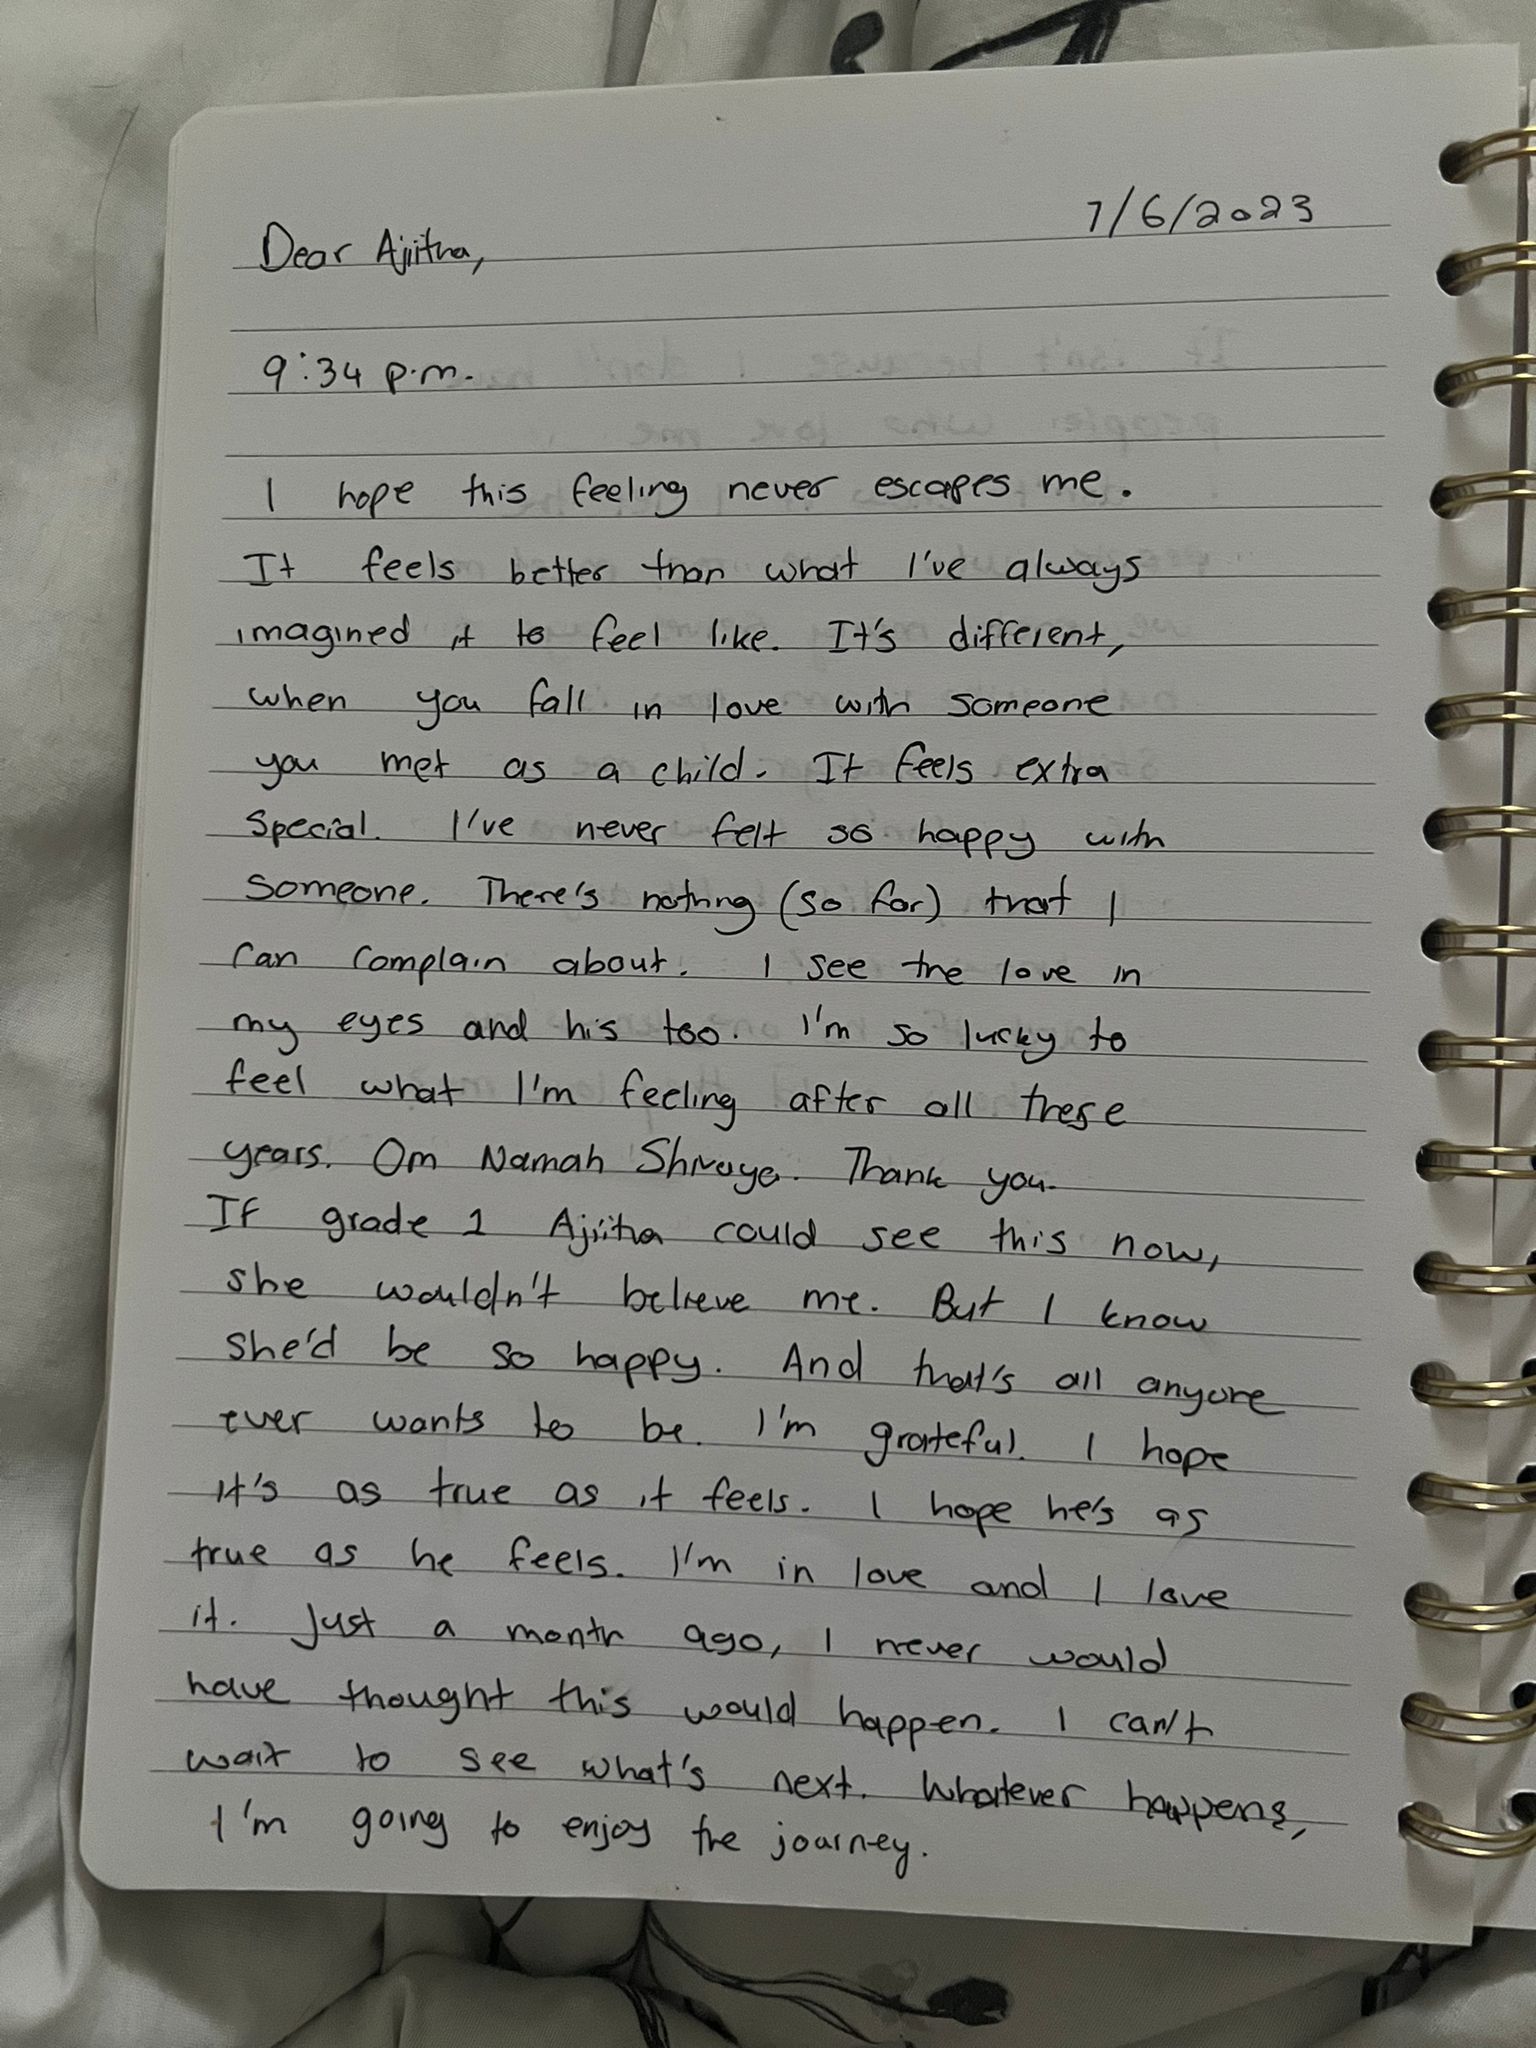 7/6/2023
Dear Ajiitha,
9:34 p.m.
I hope this feeling never escapes me.
It feels better than what I've always
imagined it to feel like. It's different,
when you fall in love with someone
you met as a child. It feels extra
special. I've never felt so happy with
someone. There's nothing (so far) that I
can complain about. I see the love in
my eyes and his too. I'm so lucky to
feel what I'm feeling after all these
years. Om Namah Shivaya. Thank you.
If grade 1 Ajiitha could see this now,
she wouldn't believe me. But I know
she'd be so happy. And that's all anyone
ever wants to be. I'm grateful. I hope
it's as true as it feels. I hope he's as
true as he feels. I'm in love and I love
it. Just a month ago, I never would
have thought this would happen. I can't
wait to see what's next. Whatever happens,
I'm going to enjoy the journey.